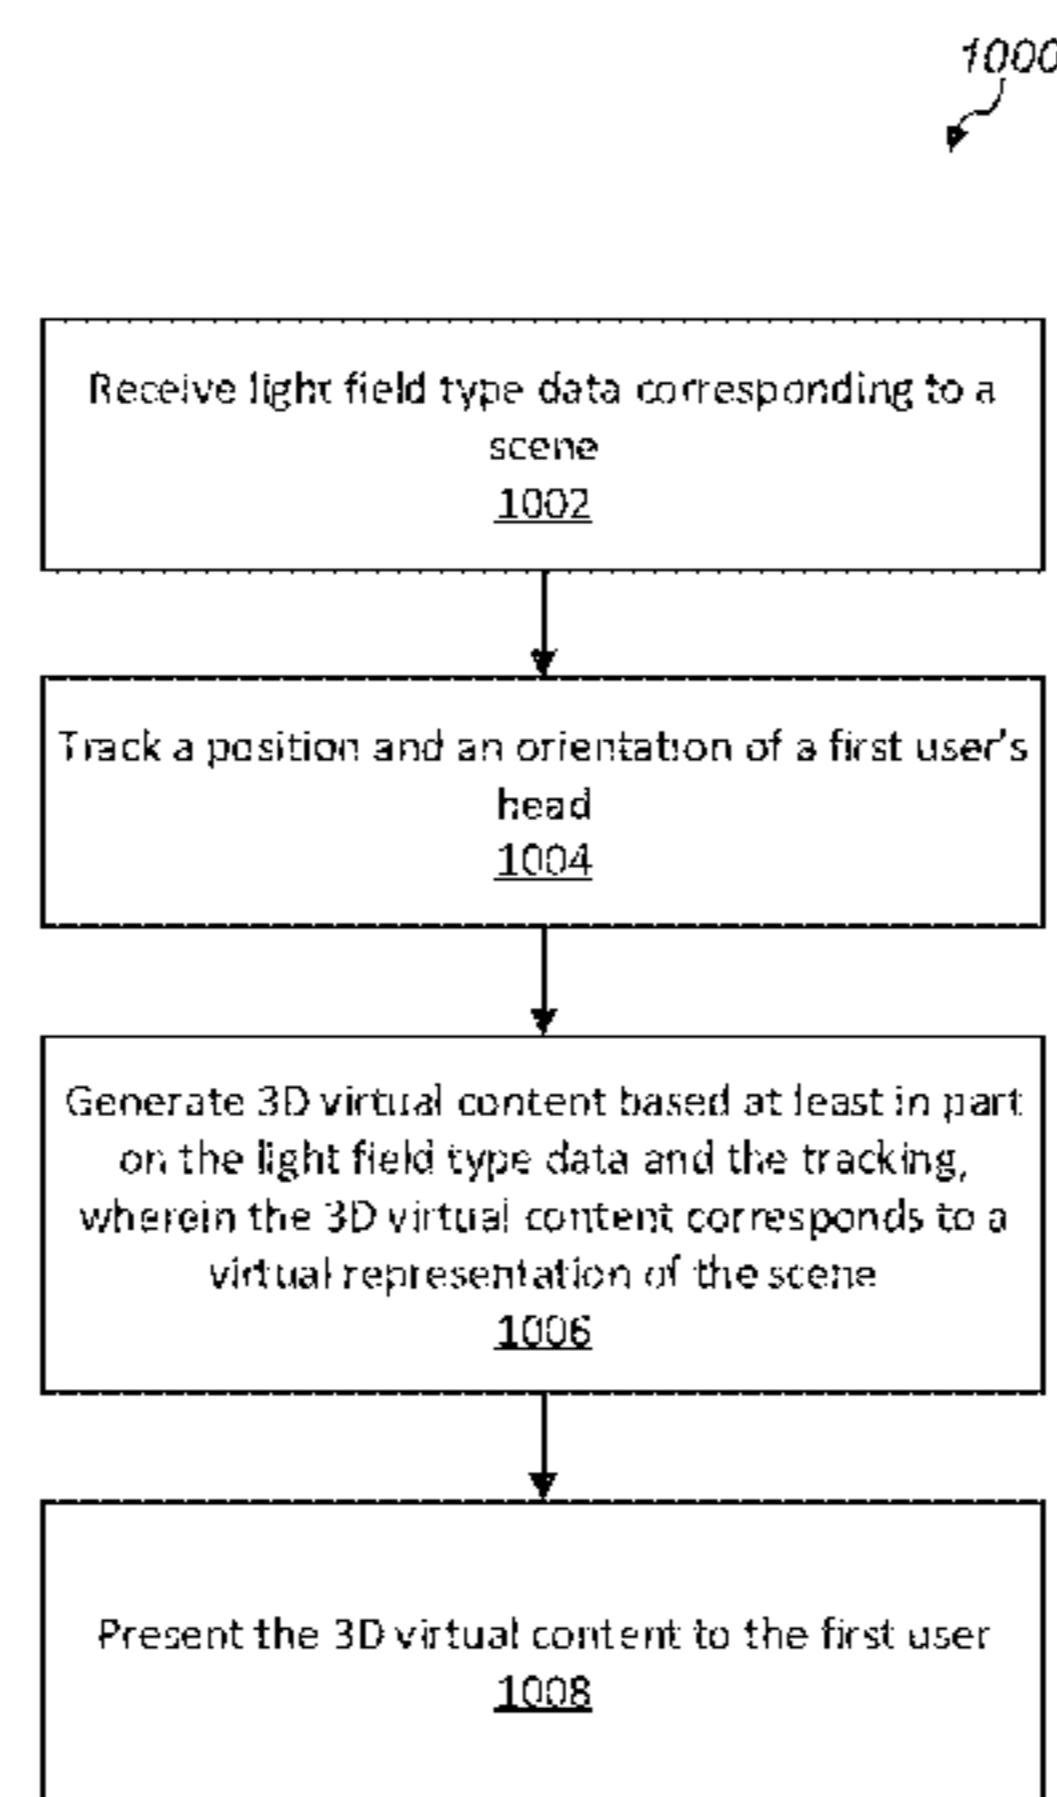 1000
Receive light field type data corresponding to a
scene
1002
Track a position and an orientation of a first user's
head
1004
Generate 3D virtual content based at least in part
on the light field type data and the tracking,
wherein the 3D virtual content corresponds to a
virtual representation of the scene
1006
Present the 3D virtual content to the first user
1008